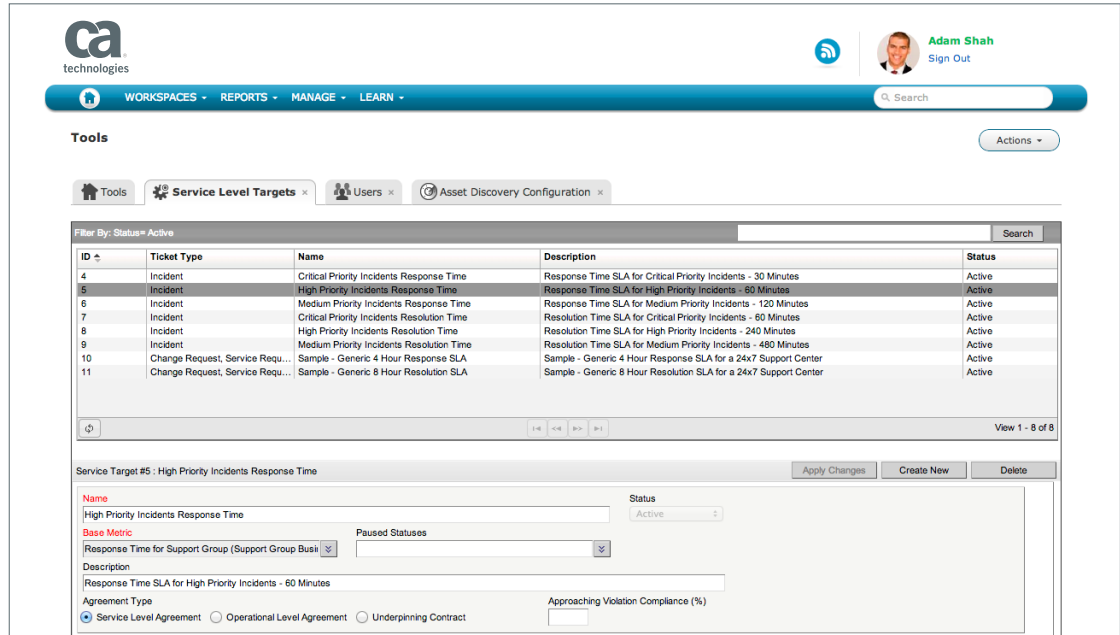 ca
technologies
Adam Shah
Sign Out
WORKSPACES REPORTS MANAGE LEARN Search
Tools
Actions
Tools Service Level Targets × Users × Asset Discovery Configuration ×
Filter By: Status= Active Search
ID Ticket Type Name Description Status
4 Incident Critical Priority Incidents Response Time Response Time SLA for Critical Priority Incidents - 30 Minutes Active
5 Incident High Priority Incidents Response Time Response Time SLA for High Priority Incidents - 60 Minutes Active
6 Incident Medium Priority Incidents Response Time Response Time SLA for Medium Priority Incidents - 120 Minutes Active
7 Incident Critical Priority Incidents Resolution Time Resolution Time SLA for Critical Priority Incidents - 60 Minutes Active
8 Incident High Priority Incidents Resolution Time Resolution Time SLA for High Priority Incidents - 240 Minutes Active
9 Incident Medium Priority Incidents Resolution Time Resolution Time SLA for Medium Priority Incidents - 480 Minutes Active
10 Change Request, Service Requ... Sample - Generic 4 Hour Response SLA Sample - Generic 4 Hour Response SLA for a 24x7 Support Center Active
11 Change Request, Service Requ... Sample - Generic 8 Hour Resolution SLA Sample - Generic 8 Hour Resolution SLA for a 24x7 Support Center Active
View 1 - 8 of 8
Service Target #5 : High Priority Incidents Response Time Apply Changes Create New Delete
Name Status
High Priority Incidents Response Time Active
Base Metric Paused Statuses
Response Time for Support Group (Support Group Busi
Description
Response Time SLA for High Priority Incidents - 60 Minutes
Agreement Type Approaching Violation Compliance (%)
Service Level Agreement Operational Level Agreement Underpinning Contract